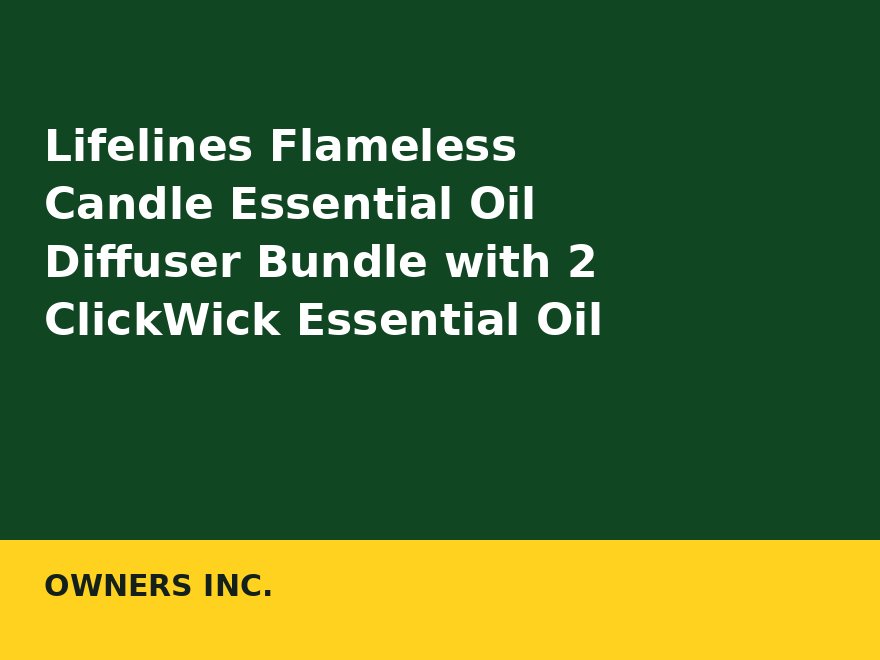 Lifelines Flameless
Candle Essential Oil
Diffuser Bundle with 2
ClickWick Essential Oil
OWNERS INC.